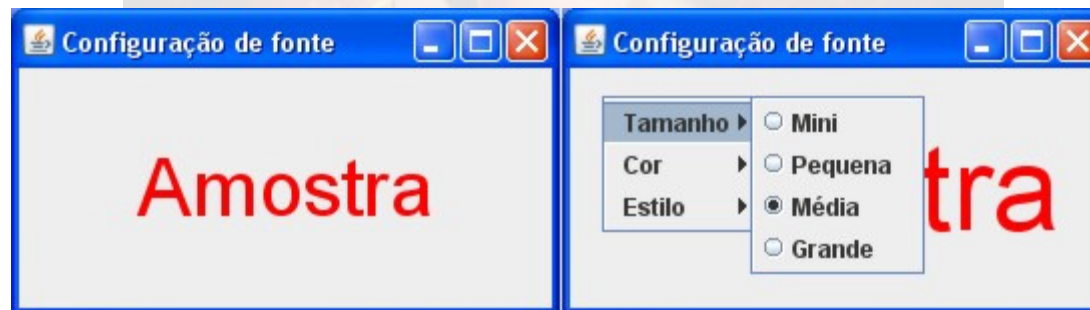 Configuração de fonte
Amostra
Configuração de fonte
Tamanho
Cor
Estilo
Mini
Pequena
Média
Grande
tra